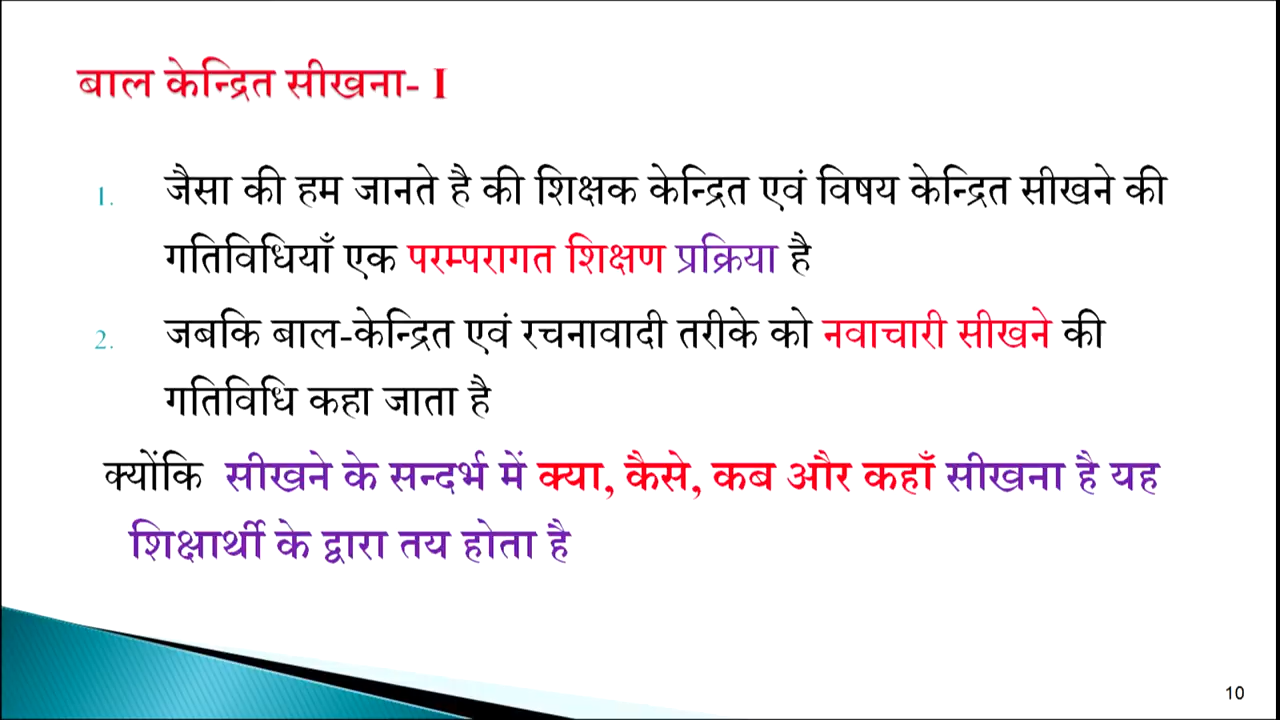 बाल केन्द्रित सीखना- I
1. जैसा की हम जानते है की शिक्षक केन्द्रित एवं विषय केन्द्रित सीखने की
गतिविधियाँ एक परम्परागत शिक्षण प्रक्रिया है
2. जबकि बाल-केन्द्रित एवं रचनावादी तरीके को नवाचारी सीखने की
गतिविधि कहा जाता है
क्योंकि सीखने के सन्दर्भ में क्या, कैसे, कब और कहाँ सीखना है यह
शिक्षार्थी के द्वारा तय होता है
10